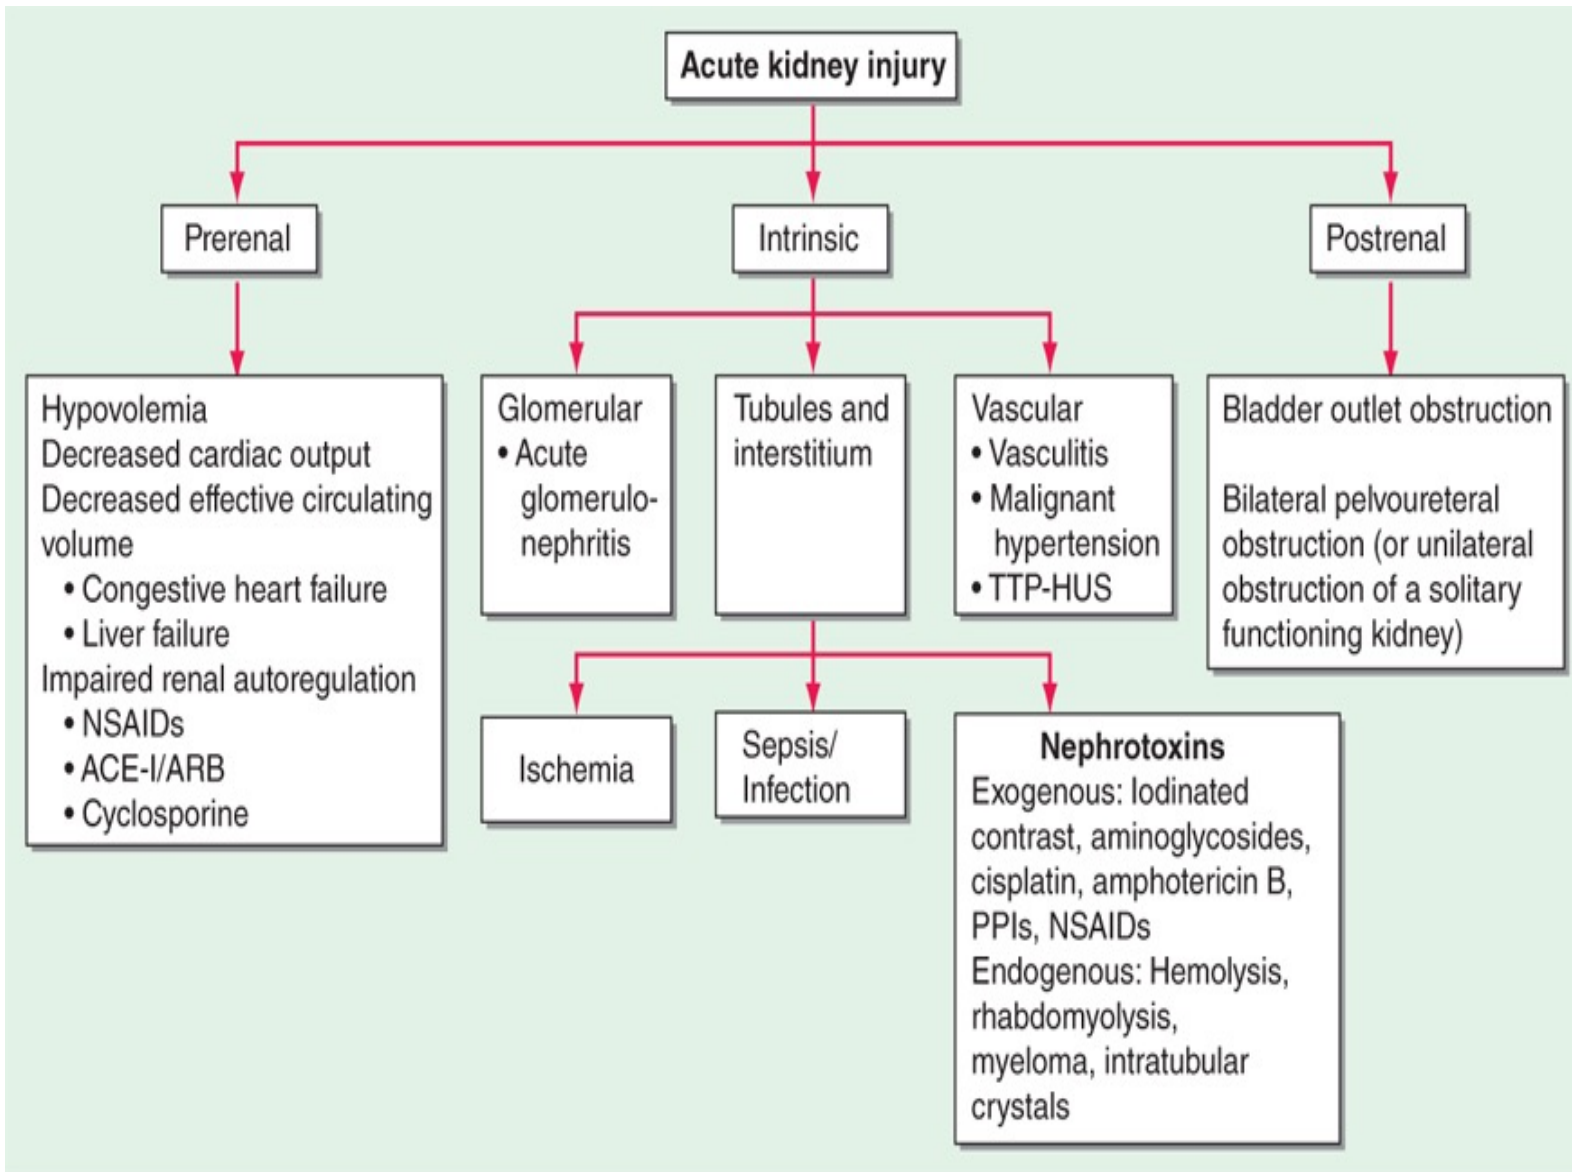 Acute kidney injury
Prerenal
Intrinsic
Postrenal
Hypovolemia
Decreased cardiac output
Decreased effective circulating
volume
• Congestive heart failure
• Liver failure
Impaired renal autoregulation
• NSAIDs
• ACE-I/ARB
• Cyclosporine
Glomerular
• Acute
glomerulo-
nephritis
Tubules and
interstitium
Vascular
• Vasculitis
• Malignant
hypertension
• TTP-HUS
Bladder outlet obstruction
Bilateral pelvoureteral
obstruction (or unilateral
obstruction of a solitary
functioning kidney)
Ischemia
Sepsis/
Infection
Nephrotoxins
Exogenous: Iodinated
contrast, aminoglycosides,
cisplatin, amphotericin B,
PPIs, NSAIDs
Endogenous: Hemolysis,
rhabdomyolysis,
myeloma, intratubular
crystals